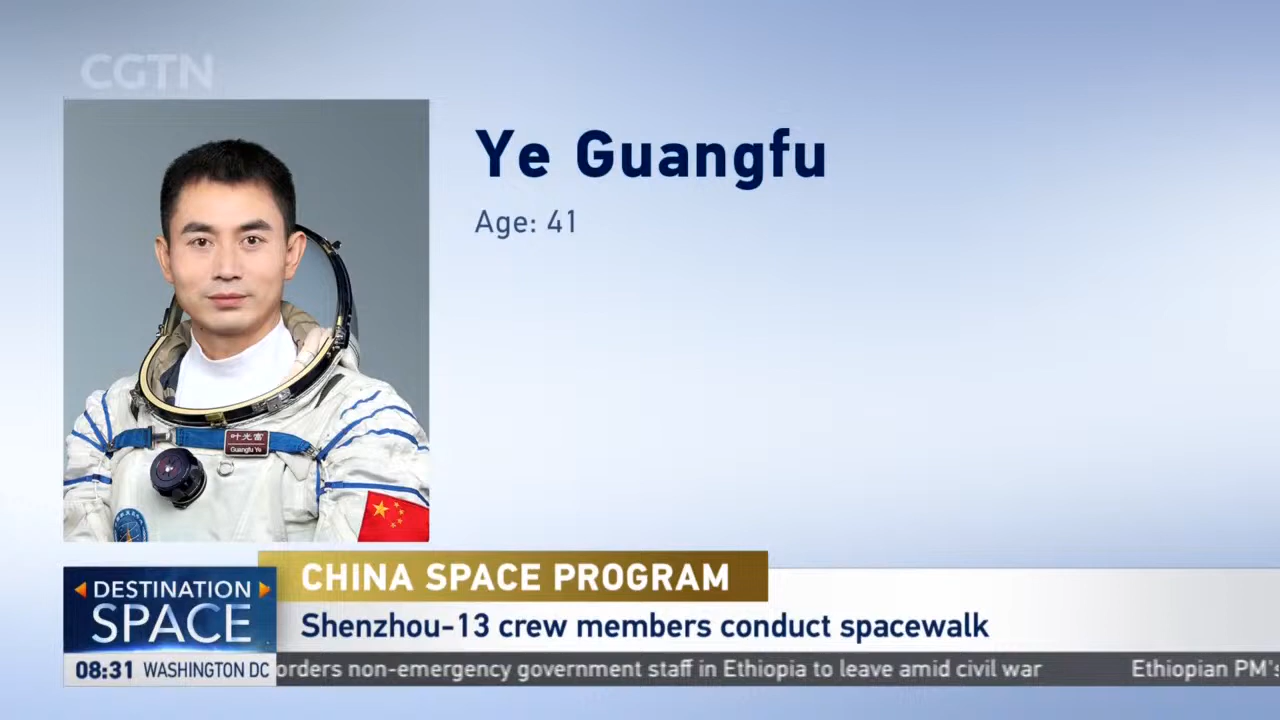 CGTN
Ye Guangfu
Age: 41
叶光富
Guangfu Ye
CHINA SPACE PROGRAM
DESTINATION
SPACE
Shenzhou-13 crew members conduct spacewalk
08:31 WASHINGTON DC
orders non-emergency government staff in Ethiopia to leave amid civil war
Ethiopian PM's